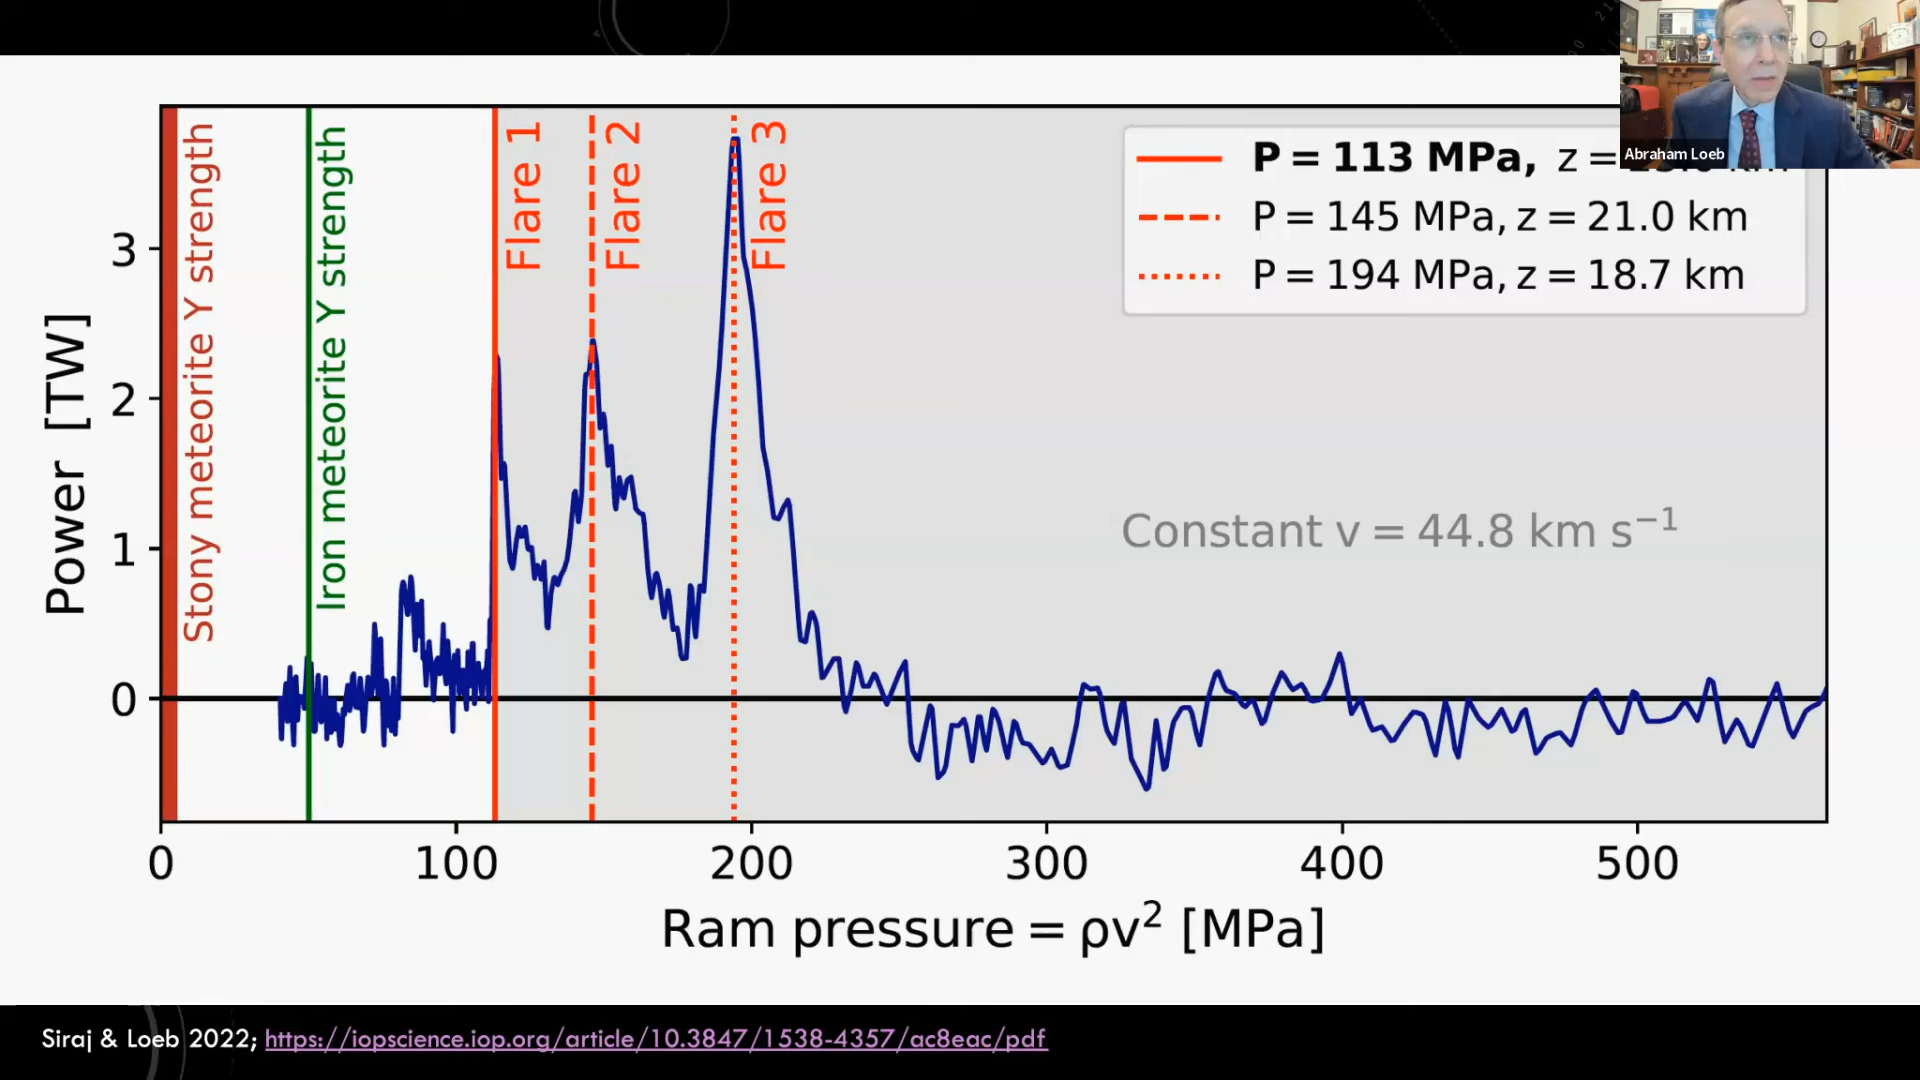 Abraham Loeb
Stony meteorite Y strength
Iron meteorite Y strength
Flare 1
Flare 2
Flare 3
P = 113 MPa, z =
P = 145 MPa, z = 21.0 km
P = 194 MPa, z = 18.7 km
Constant v = 44.8 km s⁻¹
Power [TW]
3
2
1
0
0 100 200 300 400 500
Ram pressure = ρv² [MPa]
Siraj & Loeb 2022; https://iopscience.iop.org/article/10.3847/1538-4357/ac8eac/pdf